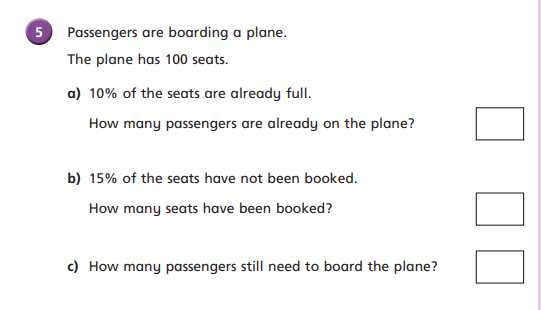 5 Passengers are boarding a plane.
The plane has 100 seats.
a) 10% of the seats are already full.
How many passengers are already on the plane?
b) 15% of the seats have not been booked.
How many seats have been booked?
c) How many passengers still need to board the plane?